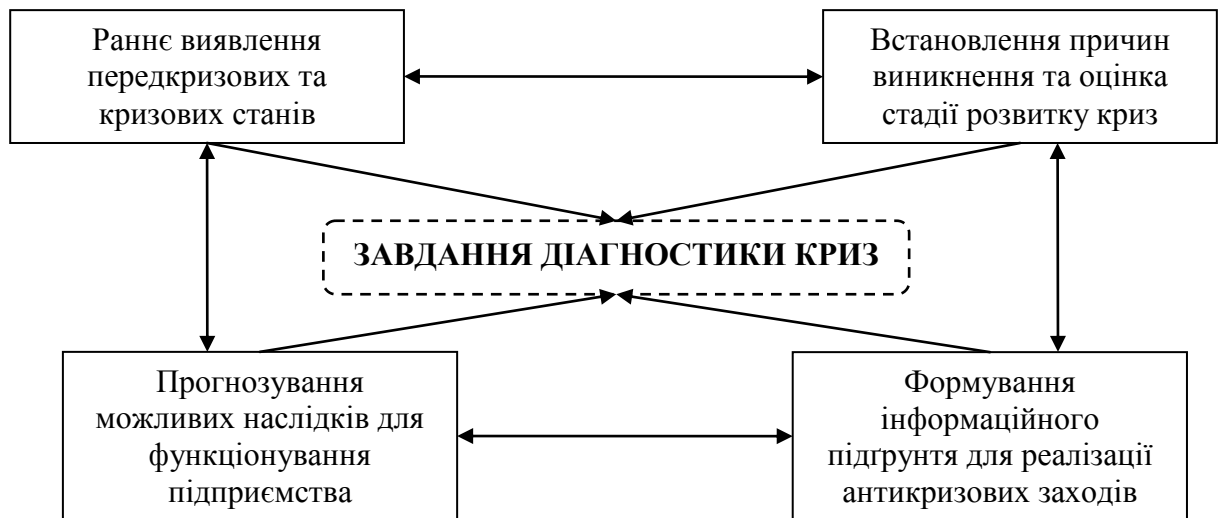 Раннє виявлення
передкризових та
кризових станів
Встановлення причин
виникнення та оцінка
стадії розвитку криз
ЗАВДАННЯ ДІАГНОСТИКИ КРИЗ
Прогнозування
можливих наслідків для
функціонування
підприємства
Формування
інформаційного
підґрунтя для реалізації
антикризових заходів